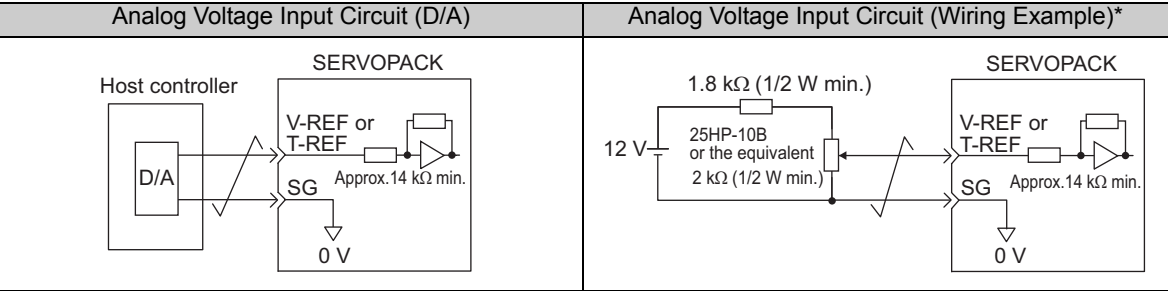 Analog Voltage Input Circuit (D/A)
Analog Voltage Input Circuit (Wiring Example)*
SERVOPACK
Host controller
V-REF or
T-REF
D/A
Approx.14 kΩ min.
SG
0 V
SERVOPACK
1.8 kΩ (1/2 W min.)
V-REF or
T-REF
12 V
25HP-10B
or the equivalent
2 kΩ (1/2 W min.)
Approx.14 kΩ min.
SG
0 V